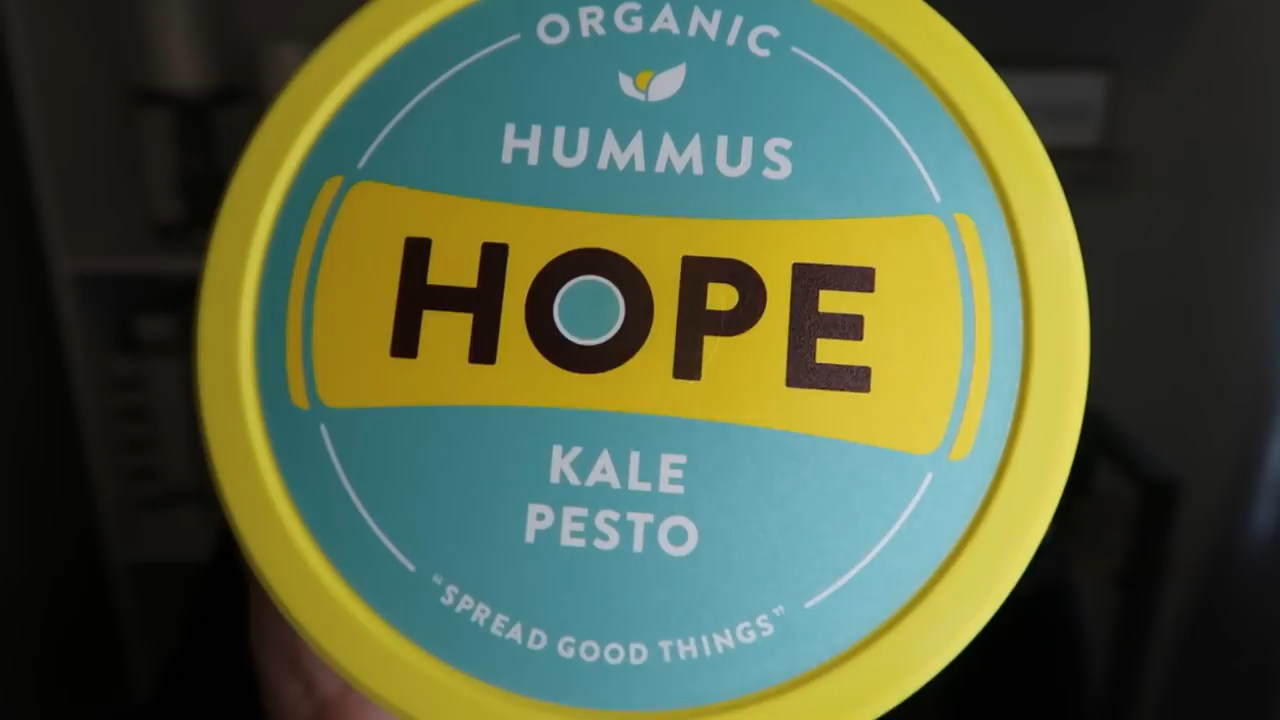 ORGANIC
HUMMUS
HOPE
KALE
PESTO
“SPREAD GOOD THINGS”